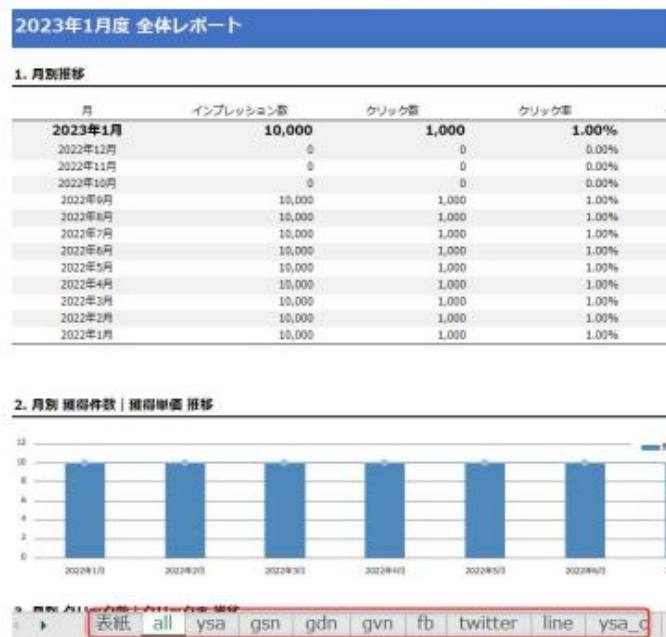 2023年1月度 全体レポート
1. 月別推移
月 インプレッション数 クリック数 クリック率
2023年1月 10,000 1,000 1.00%
2022年12月 0 0 0.00%
2022年11月 0 0 0.00%
2022年10月 0 0 0.00%
2022年9月 10,000 1,000 1.00%
2022年8月 10,000 1,000 1.00%
2022年7月 10,000 1,000 1.00%
2022年6月 10,000 1,000 1.00%
2022年5月 10,000 1,000 1.00%
2022年4月 10,000 1,000 1.00%
2022年3月 10,000 1,000 1.00%
2022年2月 10,000 1,000 1.00%
2022年1月 10,000 1,000 1.00%
2. 月別 獲得件数 | 獲得単価 推移
12
10
8
6
4
2
0
2022年1月 2022年2月 2022年3月 2022年4月 2022年5月 2022年6月
表紙 all ysa gsn gdn gvn fb twitter line ysa_